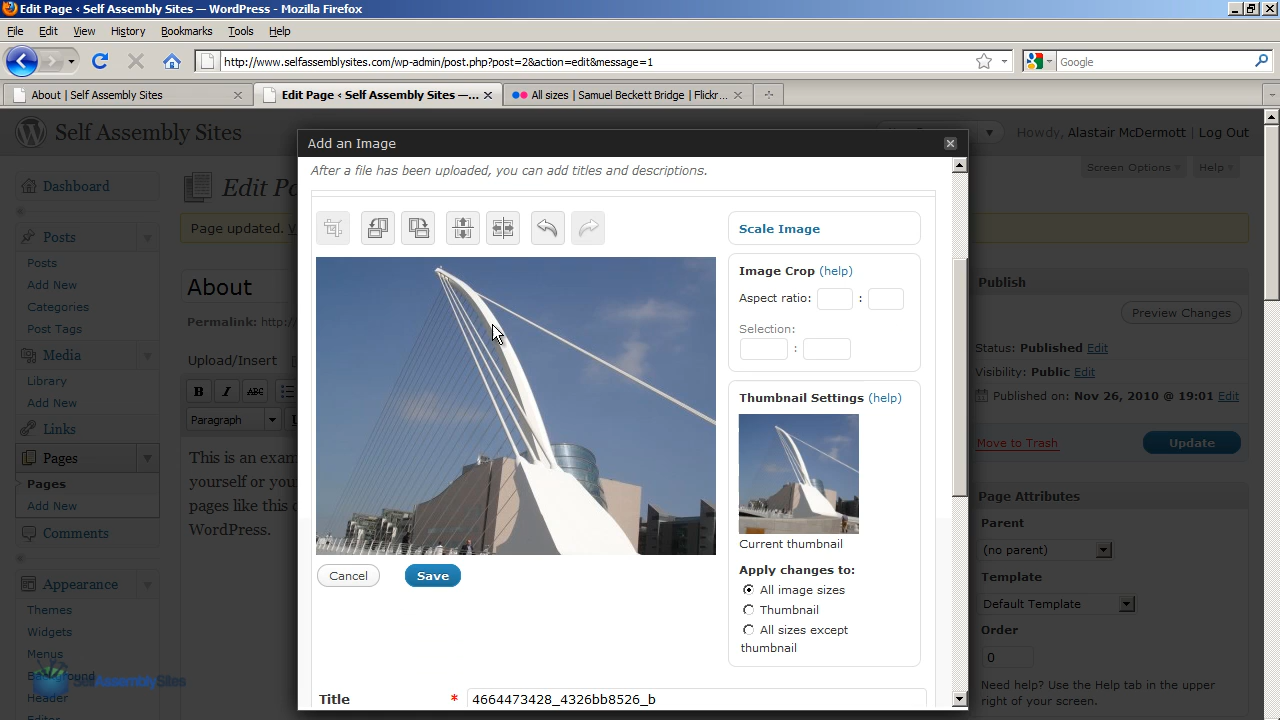 Edit Page ‹ Self Assembly Sites — WordPress - Mozilla Firefox
File Edit View History Bookmarks Tools Help
http://www.selfassemblysites.com/wp-admin/post.php?post=2&action=edit&message=1
Google
About | Self Assembly Sites
Edit Page ‹ Self Assembly Sites —...
All sizes | Samuel Beckett Bridge | Flickr...
Self Assembly Sites
Howdy, Alastair McDermott | Log Out
Screen Options
Help
Dashboard
Posts
Posts
Add New
Categories
Post Tags
Media
Library
Add New
Links
Pages
Pages
Add New
Comments
Appearance
Themes
Widgets
Menus
Background
Header
Editor
SelfAssemblySites
Edit Pa
Page updated. V
About
Permalink: http:/
Upload/Insert
B I ABC
Paragraph
This is an exam
yourself or you
pages like this o
WordPress.
Add an Image
After a file has been uploaded, you can add titles and descriptions.
Scale Image
Image Crop (help)
Aspect ratio: :
Selection:
:
Thumbnail Settings (help)
Current thumbnail
Apply changes to:
All image sizes
Thumbnail
All sizes except
thumbnail
Cancel
Save
Title * 4664473428_4326bb8526_b
Publish
Preview Changes
Status: Published Edit
Visibility: Public Edit
Published on: Nov 26, 2010 @ 19:01 Edit
Move to Trash
Update
Page Attributes
Parent
(no parent)
Template
Default Template
Order
0
Need help? Use the Help tab in the upper
right of your screen.